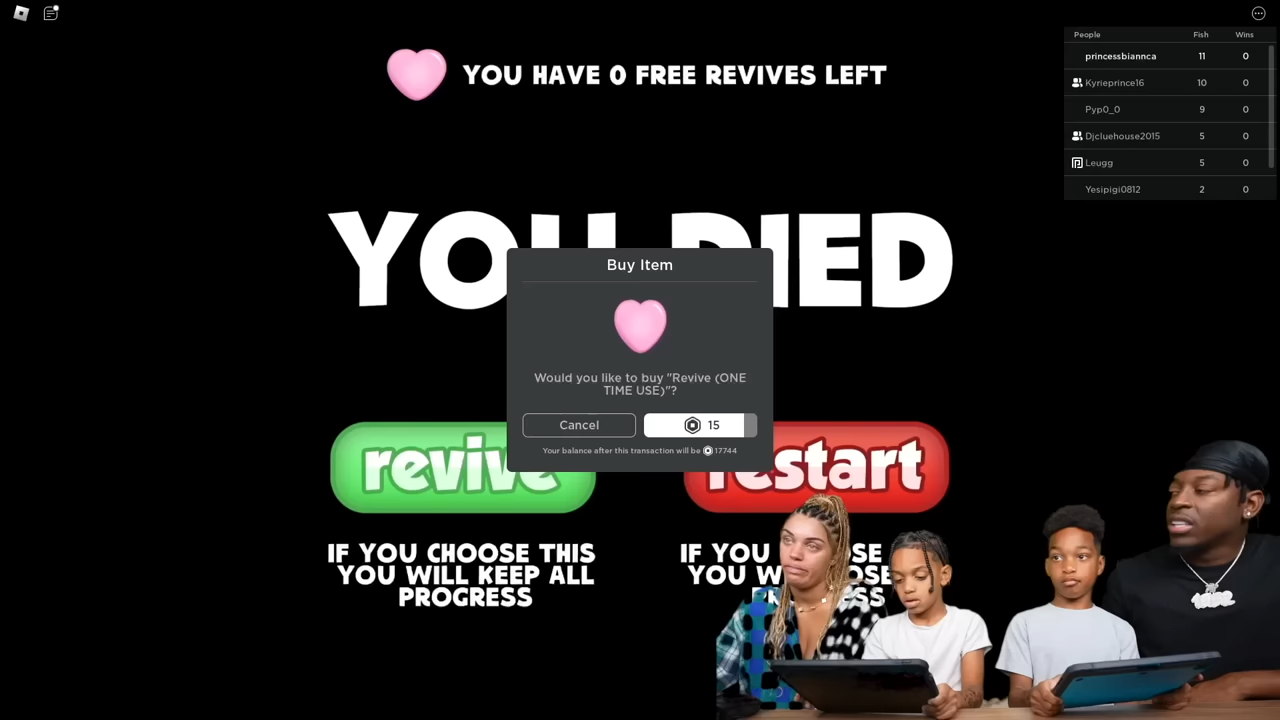 YOU HAVE 0 FREE REVIVES LEFT
People Fish Wins
princessbiannca 11 0
Kyrieprince16 10 0
Pyp0_0 9 0
Djcluehouse2015 5 0
Leugg 5 0
Yesipigi0812 2 0
YOU DIED
Buy Item
Would you like to buy "Revive (ONE
TIME USE)"?
Cancel 15
Your balance after this transaction will be 17744
revive restart
IF YOU CHOOSE THIS
YOU WILL KEEP ALL
PROGRESS
IF YOU